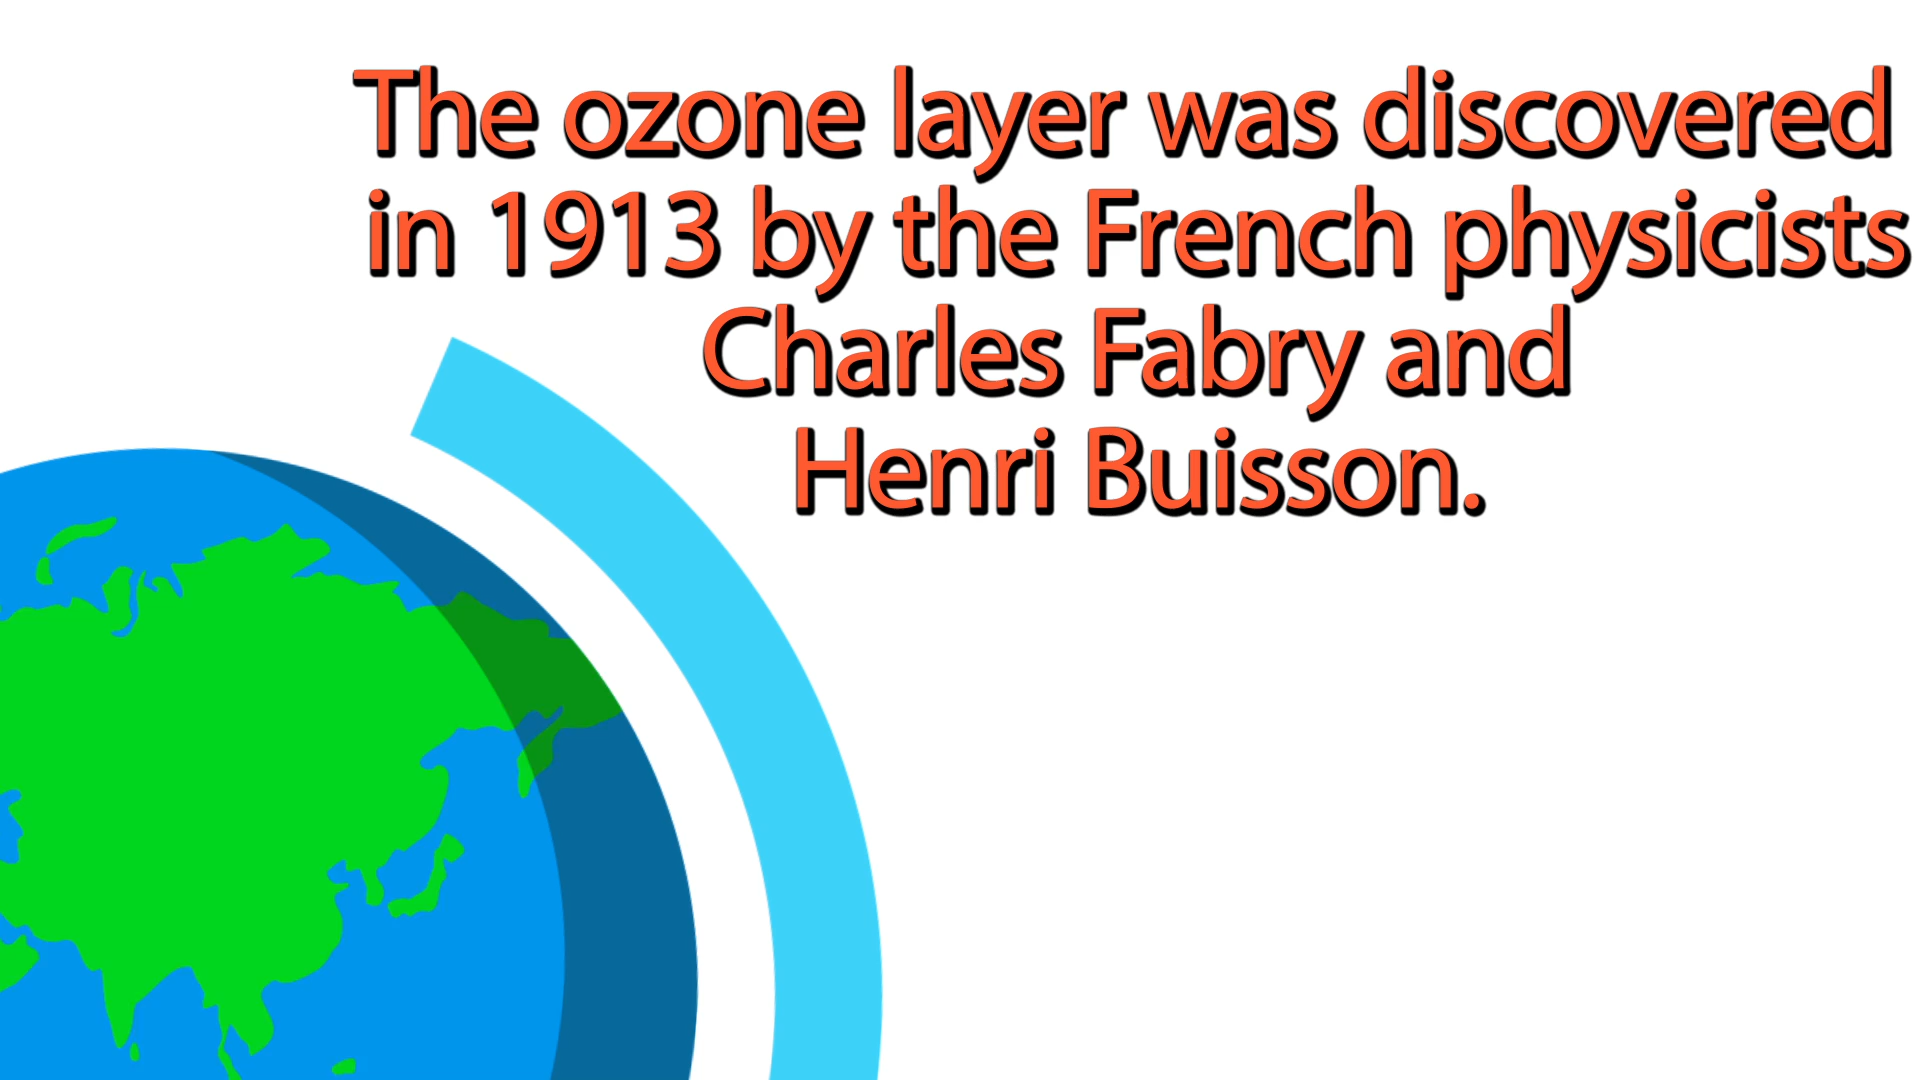 The ozone layer was discovered
in 1913 by the French physicists
Charles Fabry and
Henri Buisson.